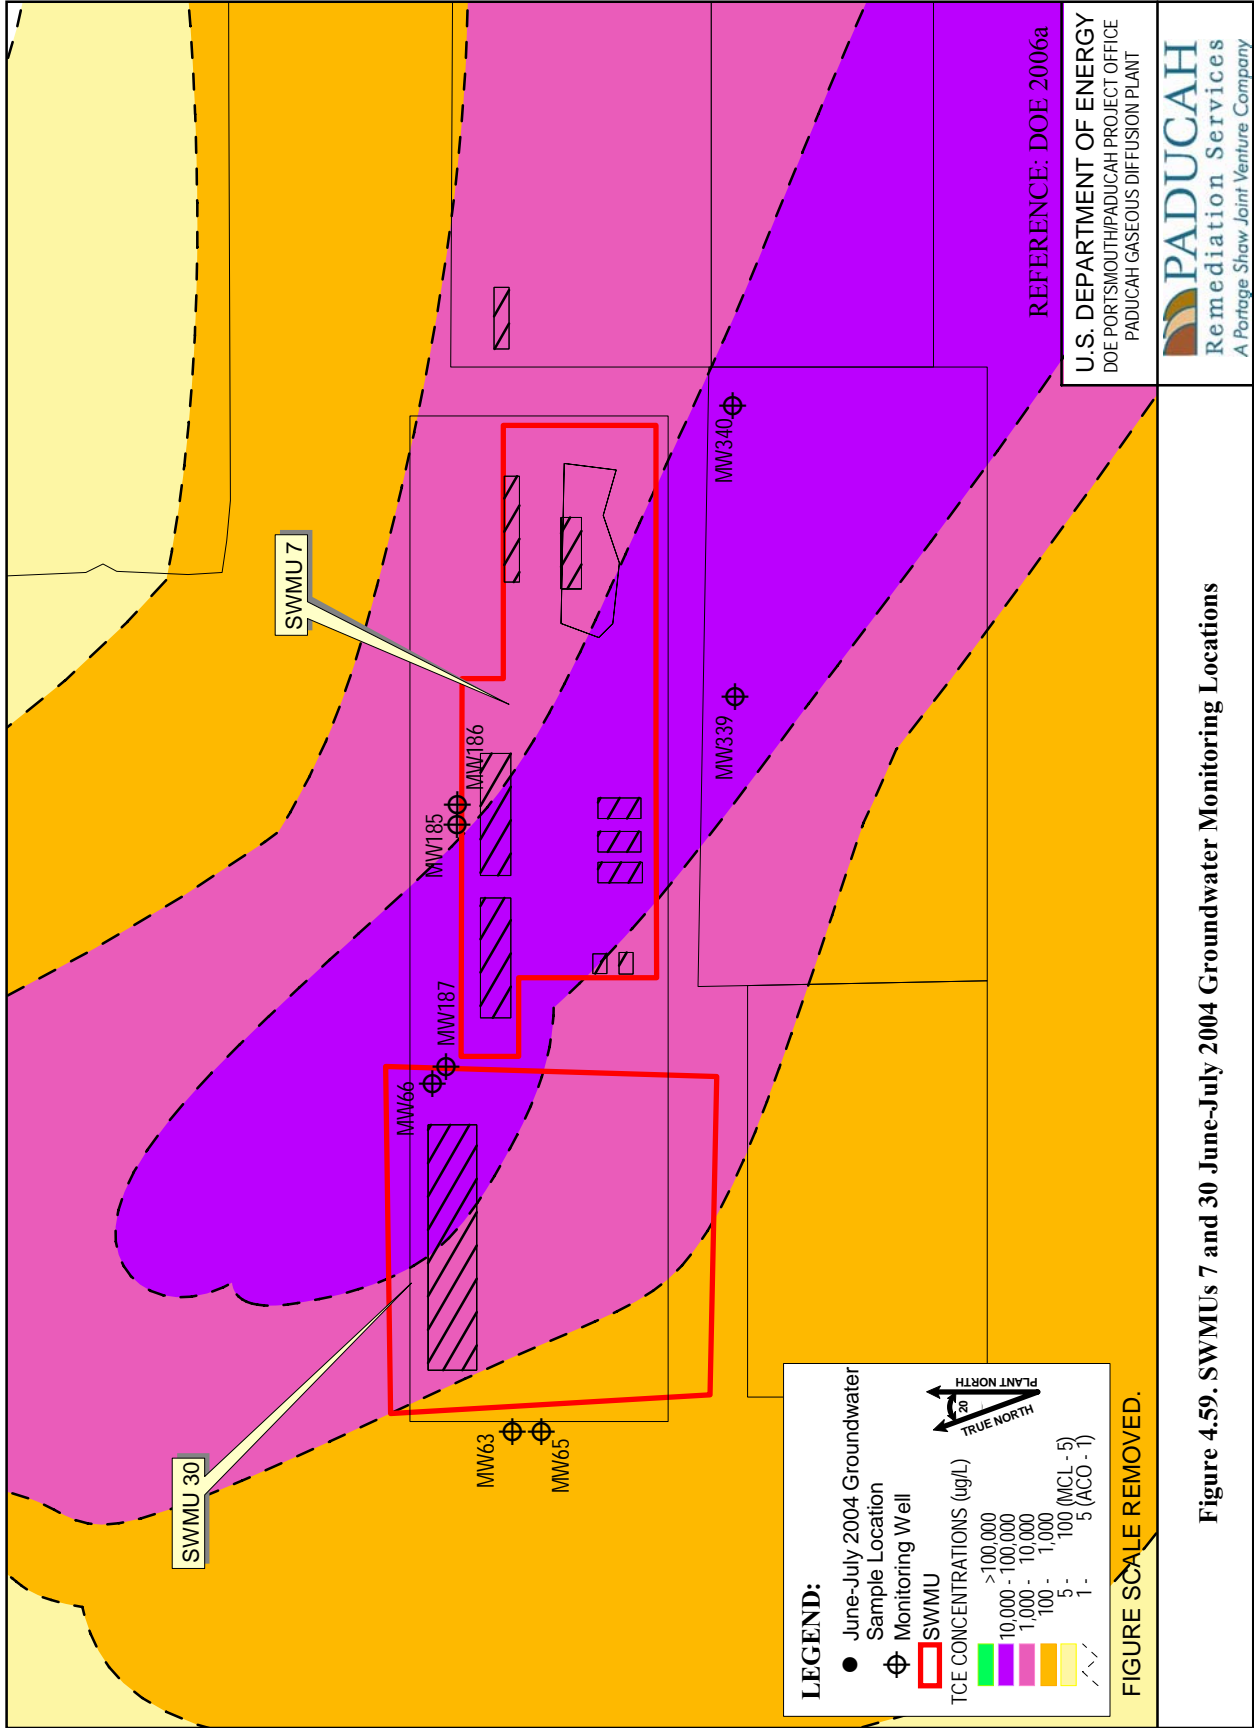 SWMU 30
SWMU 7
MW63
MW65
MW66
MW187
MW185
MW186
MW339
MW340
LEGEND:
June-July 2004 Groundwater
Sample Location
Monitoring Well
SWMU
TCE CONCENTRATIONS (ug/L)
>100,000
10,000 - 100,000
1,000 - 10,000
100 - 1,000
5 - 100 (MCL - 5)
1 - 5 (ACO - 1)
TRUE NORTH
20
PLANT NORTH
FIGURE SCALE REMOVED.
REFERENCE: DOE 2006a
U.S. DEPARTMENT OF ENERGY
DOE PORTSMOUTH/PADUCAH PROJECT OFFICE
PADUCAH GASEOUS DIFFUSION PLANT
PADUCAH
Remediation Services
A Portage Shaw Joint Venture Company
Figure 4.59. SWMUs 7 and 30 June-July 2004 Groundwater Monitoring Locations